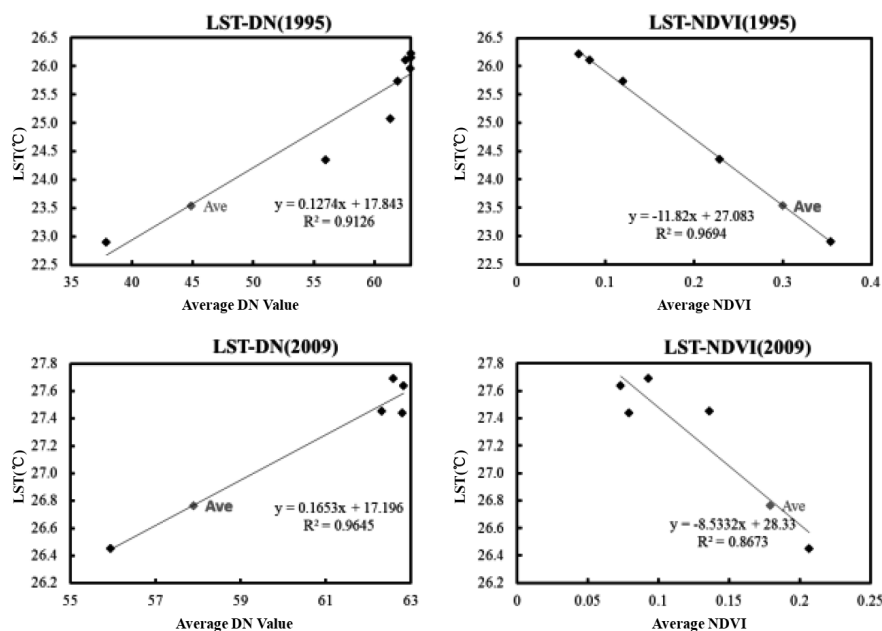 LST-DN(1995)
26.5
26.0
25.5
25.0
24.5
24.0
23.5
23.0
22.5
LST(℃)
Ave
y = 0.1274x + 17.843
R² = 0.9126
35 40 45 50 55 60
Average DN Value
LST-NDVI(1995)
26.5
26.0
25.5
25.0
24.5
24.0
23.5
23.0
22.5
LST(℃)
Ave
y = -11.82x + 27.083
R² = 0.9694
0 0.1 0.2 0.3 0.4
Average NDVI
LST-DN(2009)
27.8
27.6
27.4
27.2
27.0
26.8
26.6
26.4
26.2
LST(℃)
Ave
y = 0.1653x + 17.196
R² = 0.9645
55 57 59 61 63
Average DN Value
LST-NDVI(2009)
27.8
27.6
27.4
27.2
27.0
26.8
26.6
26.4
26.2
LST(℃)
Ave
y = -8.5332x + 28.33
R² = 0.8673
0 0.05 0.1 0.15 0.2 0.25
Average NDVI